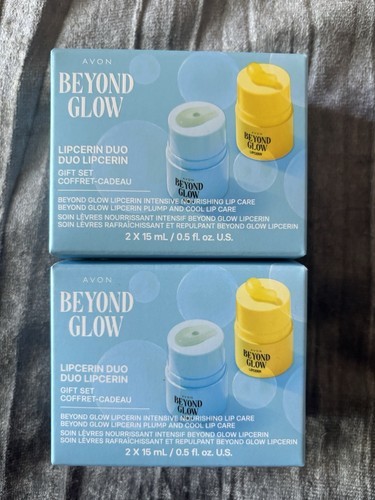 AVON
BEYOND
GLOW
LIPCERIN DUO
DUO LIPCERIN
GIFT SET
COFFRET-CADEAU
BEYOND GLOW LIPCERIN INTENSIVE NOURISHING LIP CARE
BEYOND GLOW LIPCERIN PLUMP AND COOL LIP CARE
SOIN LÈVRES NOURRISSANT INTENSIF BEYOND GLOW LIPCERIN
SOIN LÈVRES RAFRAÎCHISSANT ET REPULPANT BEYOND GLOW LIPCERIN
2 X 15 mL / 0.5 fl. oz. U.S.
BEYOND
GLOW
AVON
BEYOND
GLOW
LIPCERIN
AVON
BEYOND
GLOW
LIPCERIN DUO
DUO LIPCERIN
GIFT SET
COFFRET-CADEAU
BEYOND GLOW LIPCERIN INTENSIVE NOURISHING LIP CARE
BEYOND GLOW LIPCERIN PLUMP AND COOL LIP CARE
SOIN LÈVRES NOURRISSANT INTENSIF BEYOND GLOW LIPCERIN
SOIN LÈVRES RAFRAÎCHISSANT ET REPULPANT BEYOND GLOW LIPCERIN
2 X 15 mL / 0.5 fl. oz. U.S.
BEYOND
GLOW
BEYOND
GLOW
LIPCERIN